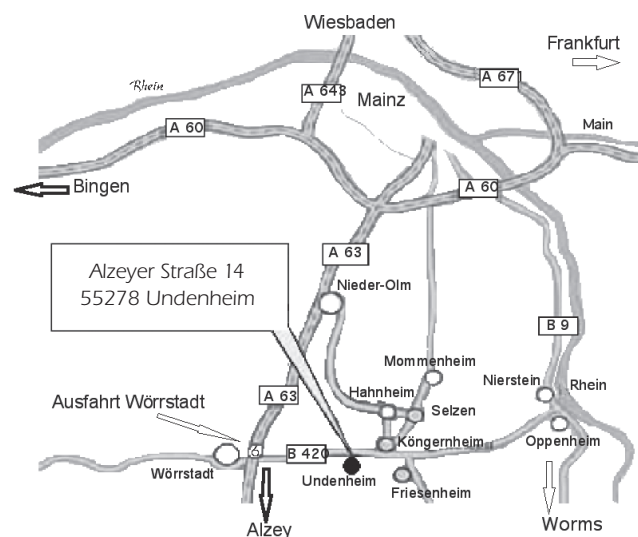 Wiesbaden
Frankfurt
A 67
Rhein
A 643
Mainz
A 60
Main
Bingen
A 60
Alzeyer Straße 14
55278 Undenheim
A 63
Nieder-Olm
B 9
Mommenheim
A 63
Hahnheim
Nierstein
Rhein
Ausfahrt Wörrstadt
Selzen
Oppenheim
Köngernheim
6
B 420
Wörrstadt
Undenheim
Friesenheim
Alzey
Worms